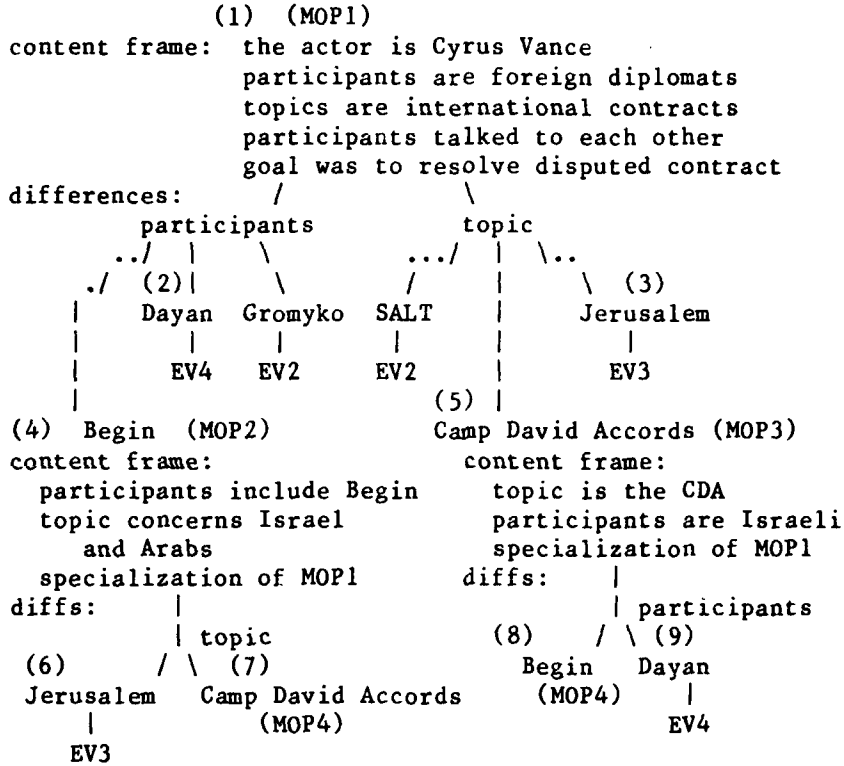 (1) (MOP1)
content frame: the actor is Cyrus Vance
participants are foreign diplomats
topics are international contracts
participants talked to each other
goal was to resolve disputed contract
differences: / \
participants topic
../ | \ .../ | \..
./ (2)| \ / | \ (3)
| Dayan Gromyko SALT | Jerusalem
| | | | | |
| EV4 EV2 EV2 | EV3
| (5) |
(4) Begin (MOP2) Camp David Accords (MOP3)
content frame: content frame:
participants include Begin topic is the CDA
topic concerns Israel participants are Israeli
and Arabs specialization of MOP1
specialization of MOP1 diffs: |
diffs: | | participants
| topic (8) / \ (9)
(6) / \ (7) Begin Dayan
Jerusalem Camp David Accords (MOP4) |
| (MOP4) EV4
EV3